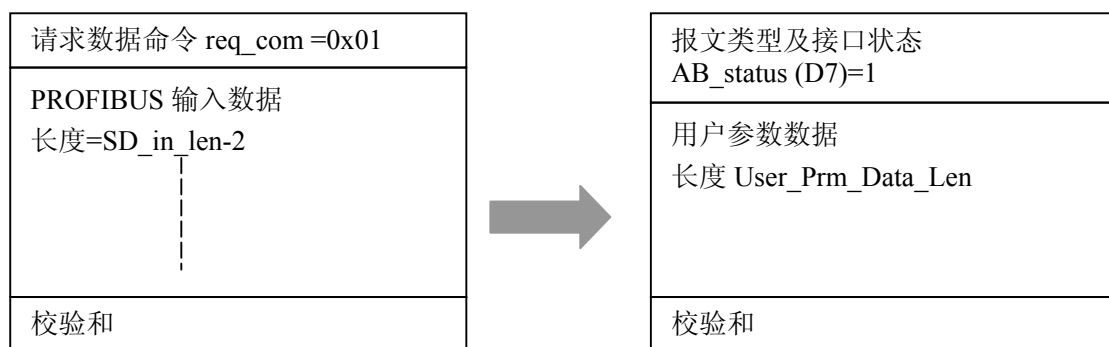 请求数据命令 req_com =0x01
PROFIBUS 输入数据
长度=SD_in_len-2
校验和
报文类型及接口状态
AB_status (D7)=1
用户参数数据
长度 User_Prm_Data_Len
校验和